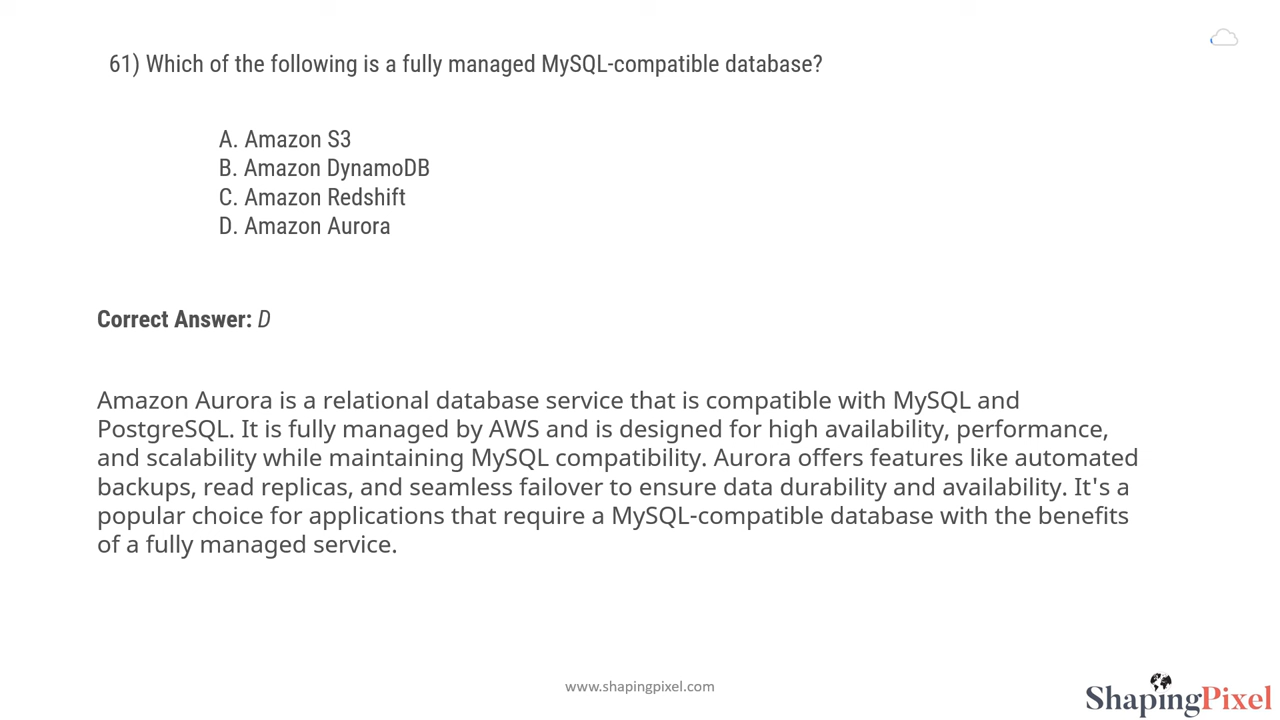 61) Which of the following is a fully managed MySQL-compatible database?
A. Amazon S3
B. Amazon DynamoDB
C. Amazon Redshift
D. Amazon Aurora
Correct Answer: D
Amazon Aurora is a relational database service that is compatible with MySQL and
PostgreSQL. It is fully managed by AWS and is designed for high availability, performance,
and scalability while maintaining MySQL compatibility. Aurora offers features like automated
backups, read replicas, and seamless failover to ensure data durability and availability. It's a
popular choice for applications that require a MySQL-compatible database with the benefits
of a fully managed service.
www.shapingpixel.com
ShapingPixel